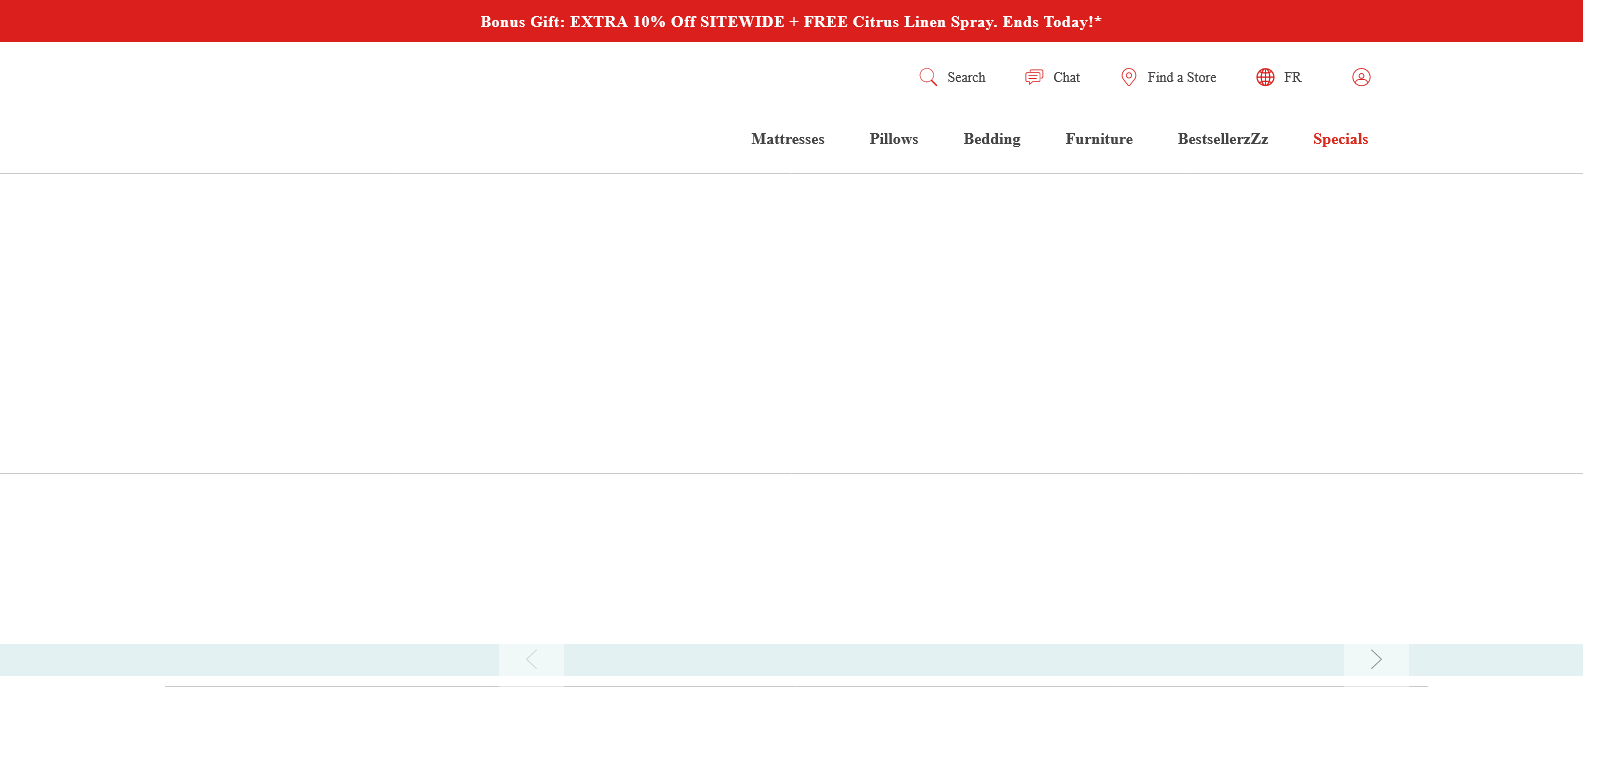 Bonus Gift: EXTRA 10% Off SITEWIDE + FREE Citrus Linen Spray. Ends Today!*
Search Chat Find a Store FR
Mattresses Pillows Bedding Furniture BestsellerzZz Specials